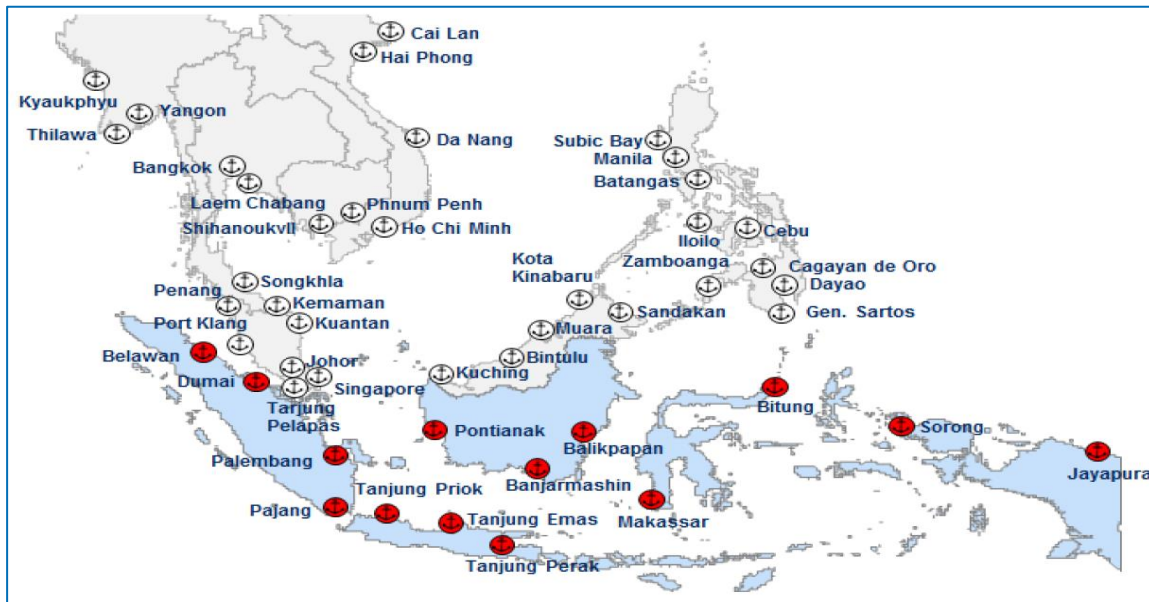 Cai Lan
Hai Phong
Kyaukphyu
Yangon
Thilawa
Da Nang
Subic Bay
Manila
Bangkok
Batangas
Laem Chabang
Phnum Penh
Shihanoukvll
Ho Chi Minh
Iloilo
Cebu
Kota
Kinabaru
Zamboanga
Cagayan de Oro
Songkhla
Dayao
Penang
Kemaman
Sandakan
Gen. Sartos
Port Klang
Kuantan
Muara
Belawan
Johor
Bintulu
Kuching
Dumai
Singapore
Tarjung
Pelapas
Bitung
Pontianak
Sorong
Balikpapan
Palembang
Jayapura
Banjarmashin
Tanjung Priok
Pajang
Tanjung Emas
Makassar
Tanjung Perak